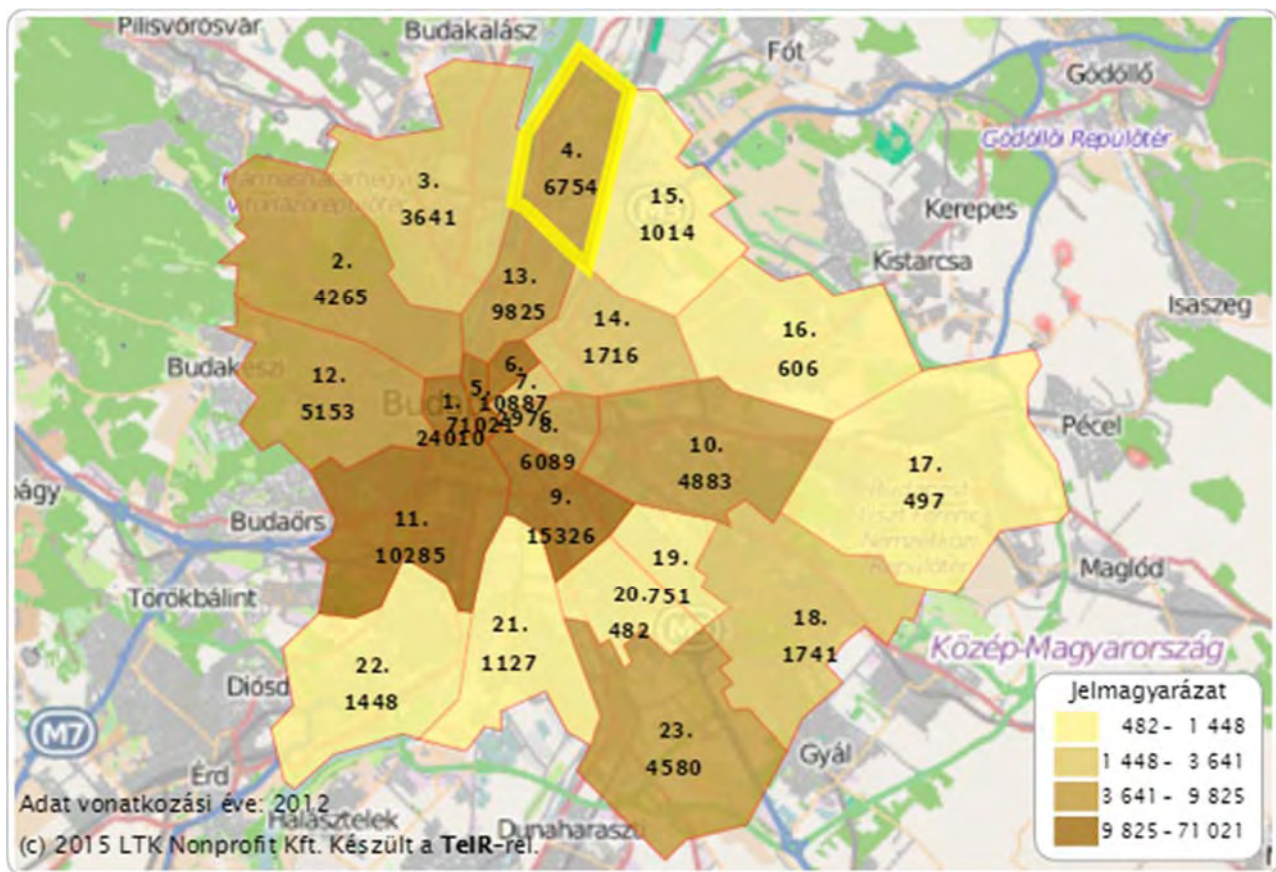 Pilisvörösvár
Budakalász
Fót
Gödöllő
Gödöllői Repülőtér
4.
6754
3.
3641
15.
1014
Kerepes
Kistarcsa
Isaszeg
2.
4265
13.
9825
14.
1716
16.
606
Budakeszi
12.
5153
6.
7.
5.
10887
1.
71021
8.
24010
6089
Pécel
10.
4883
17.
497
Budaörs
11.
10285
9.
15326
Maglód
Törökbálint
19.
20.
751
482
18.
1741
21.
1127
Közép-Magyarország
Diósd
22.
1448
M7
23.
4580
Gyál
Érd
Halásztelek
Dunaharaszti
Jelmagyarázat
482 - 1 448
1 448 - 3 641
3 641 - 9 825
9 825 - 71 021
Adat vonatkozási éve: 2012
(c) 2015 LTK Nonprofit Kft. Készült a TeIR-rel.